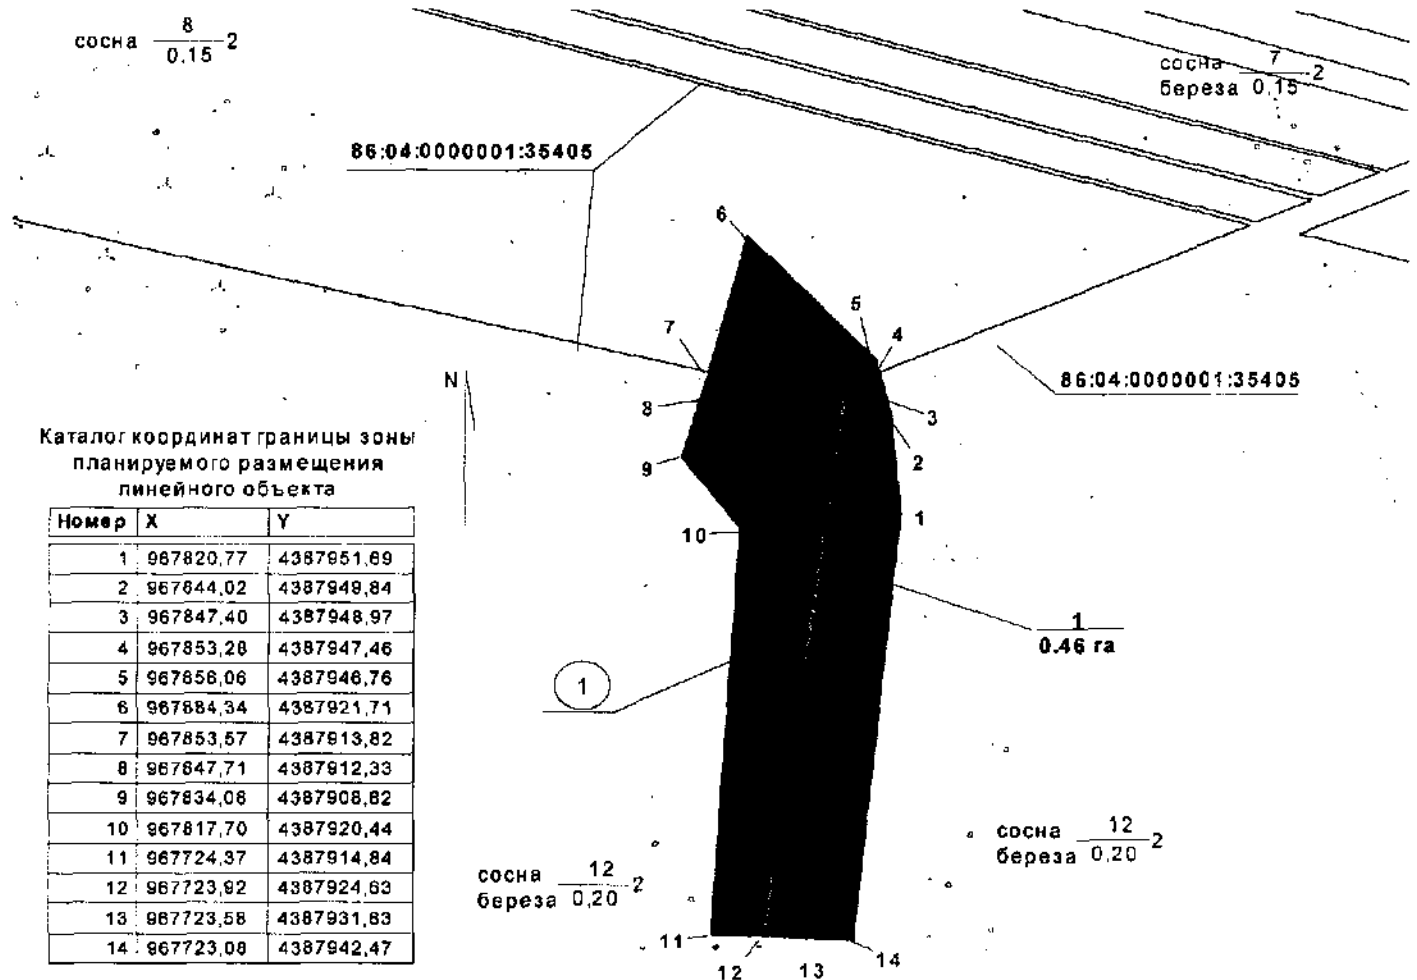 сосна 8/0,15 2
сосна береза 7/0,15 2
86:04:0000001:35405
6
5
4
7
86:04:0000001:35405
N
8
3
Каталог координат границы зоны
планируемого размещения
линейного объекта
2
9
Номер X Y
1
10
1 967820,77 4387951,69
2 967844,02 4387949,84
3 967847,40 4387948,97
4 967853,28 4387947,46
5 967856,06 4387946,76
6 967884,34 4387921,71
7 967853,57 4387913,82
8 967847,71 4387912,33
9 967834,08 4387908,82
10 967817,70 4387920,44
11 967724,37 4387914,84
12 967723,92 4387924,63
13 967723,58 4387931,63
14 967723,08 4387942,47
1
0.46 га
1
сосна береза 12/0,20 2
сосна береза 12/0,20 2
11
12
13
14